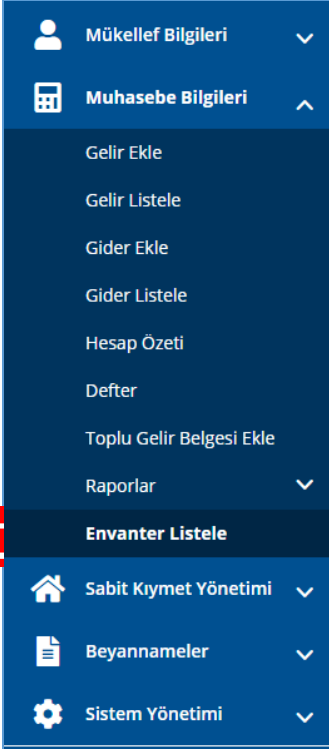 Mükellef Bilgileri
Muhasebe Bilgileri
Gelir Ekle
Gelir Listele
Gider Ekle
Gider Listele
Hesap Özeti
Defter
Toplu Gelir Belgesi Ekle
Raporlar
Envanter Listele
Sabit Kıymet Yönetimi
Beyannameler
Sistem Yönetimi